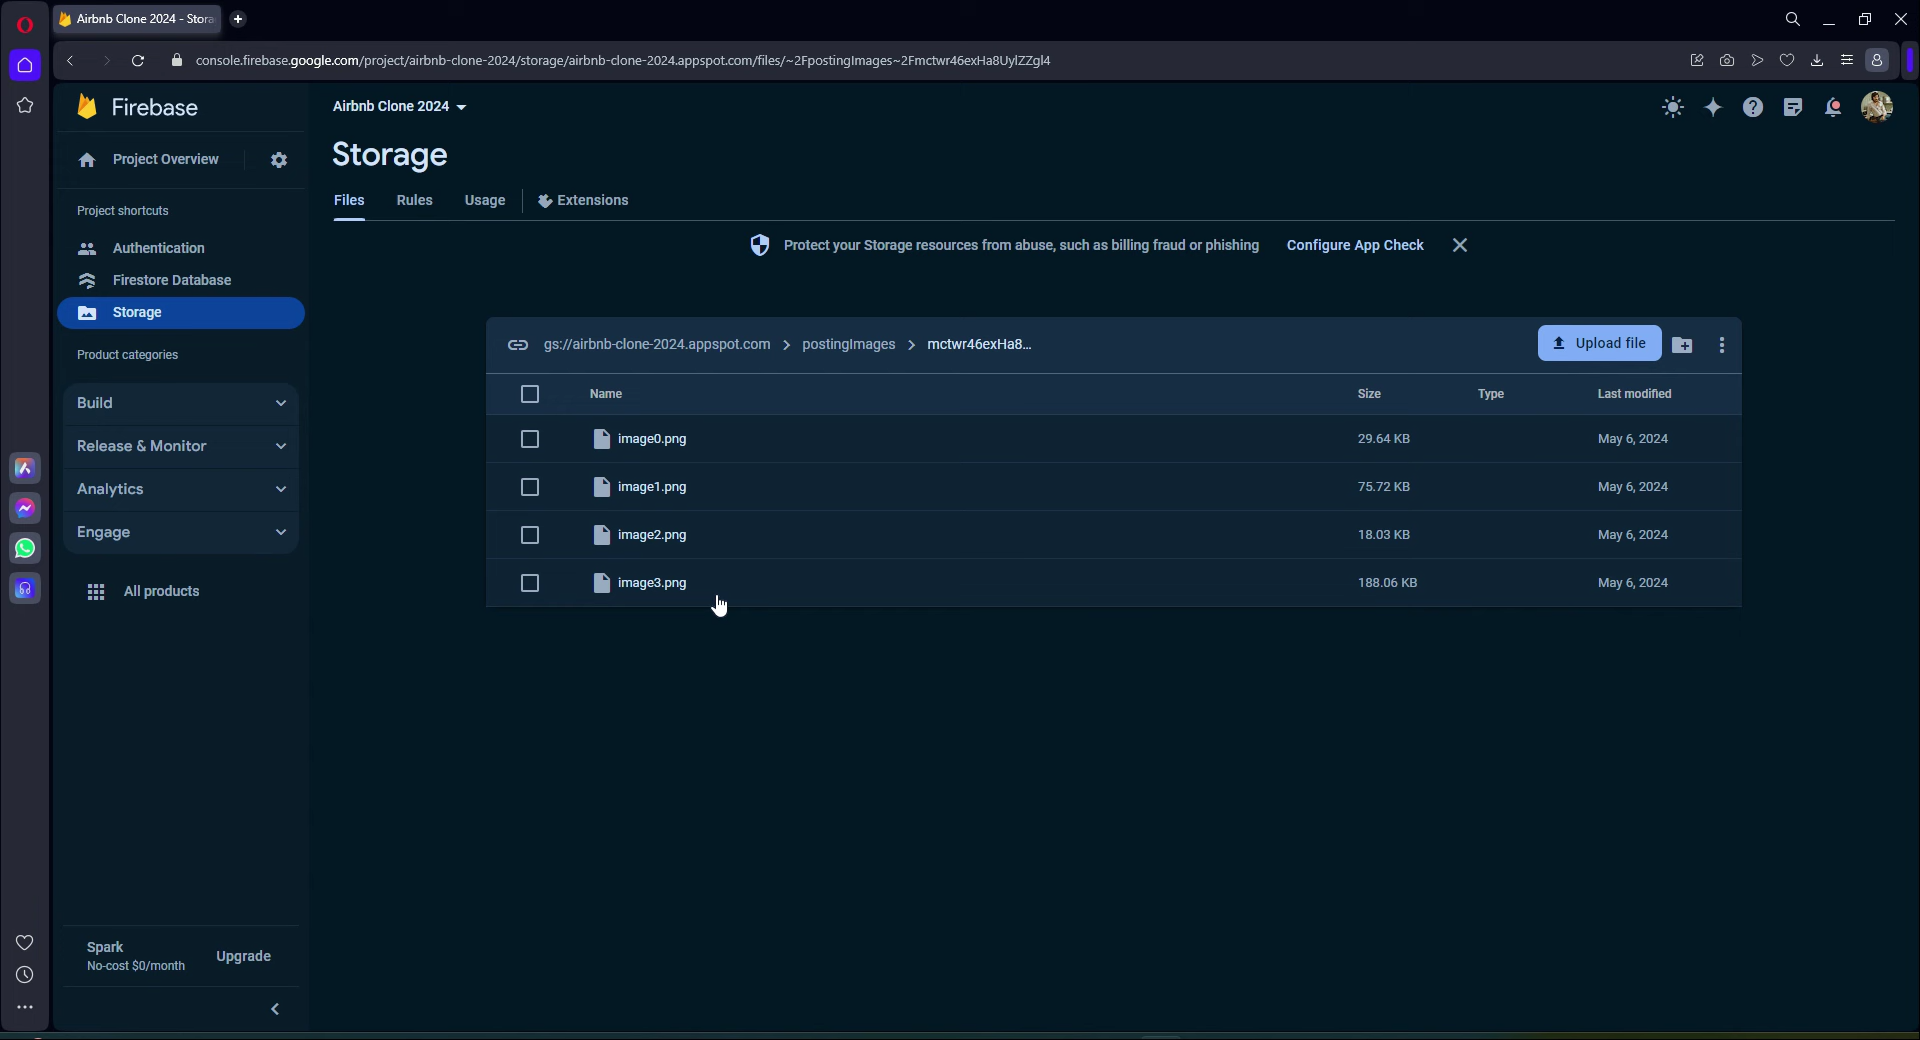 Airbnb Clone 2024 - Stora
console.firebase.google.com/project/airbnb-clone-2024/storage/airbnb-clone-2024.appspot.com/files/~2FpostingImages~2Fmctwr46exHa8UylZZgl4
Firebase
Airbnb Clone 2024
Project Overview
Storage
Files Rules Usage Extensions
Project shortcuts
Protect your Storage resources from abuse, such as billing fraud or phishing Configure App Check
Authentication
Firestore Database
Storage
Product categories
gs://airbnb-clone-2024.appspot.com > postingImages > mctwr46exHa8... Upload file
Name Size Type Last modified
Build
image0.png 29.64 KB May 6, 2024
Release & Monitor
image1.png 75.72 KB May 6, 2024
Analytics
image2.png 18.03 KB May 6, 2024
Engage
image3.png 188.06 KB May 6, 2024
All products
Spark
No-cost $0/month
Upgrade